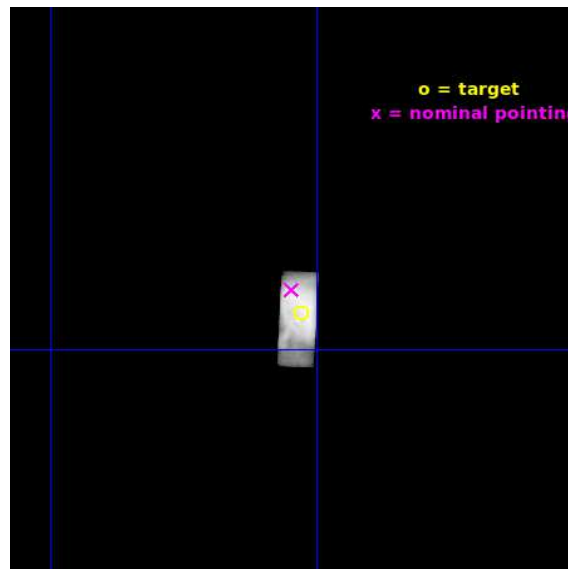 o = target
x = nominal pointin